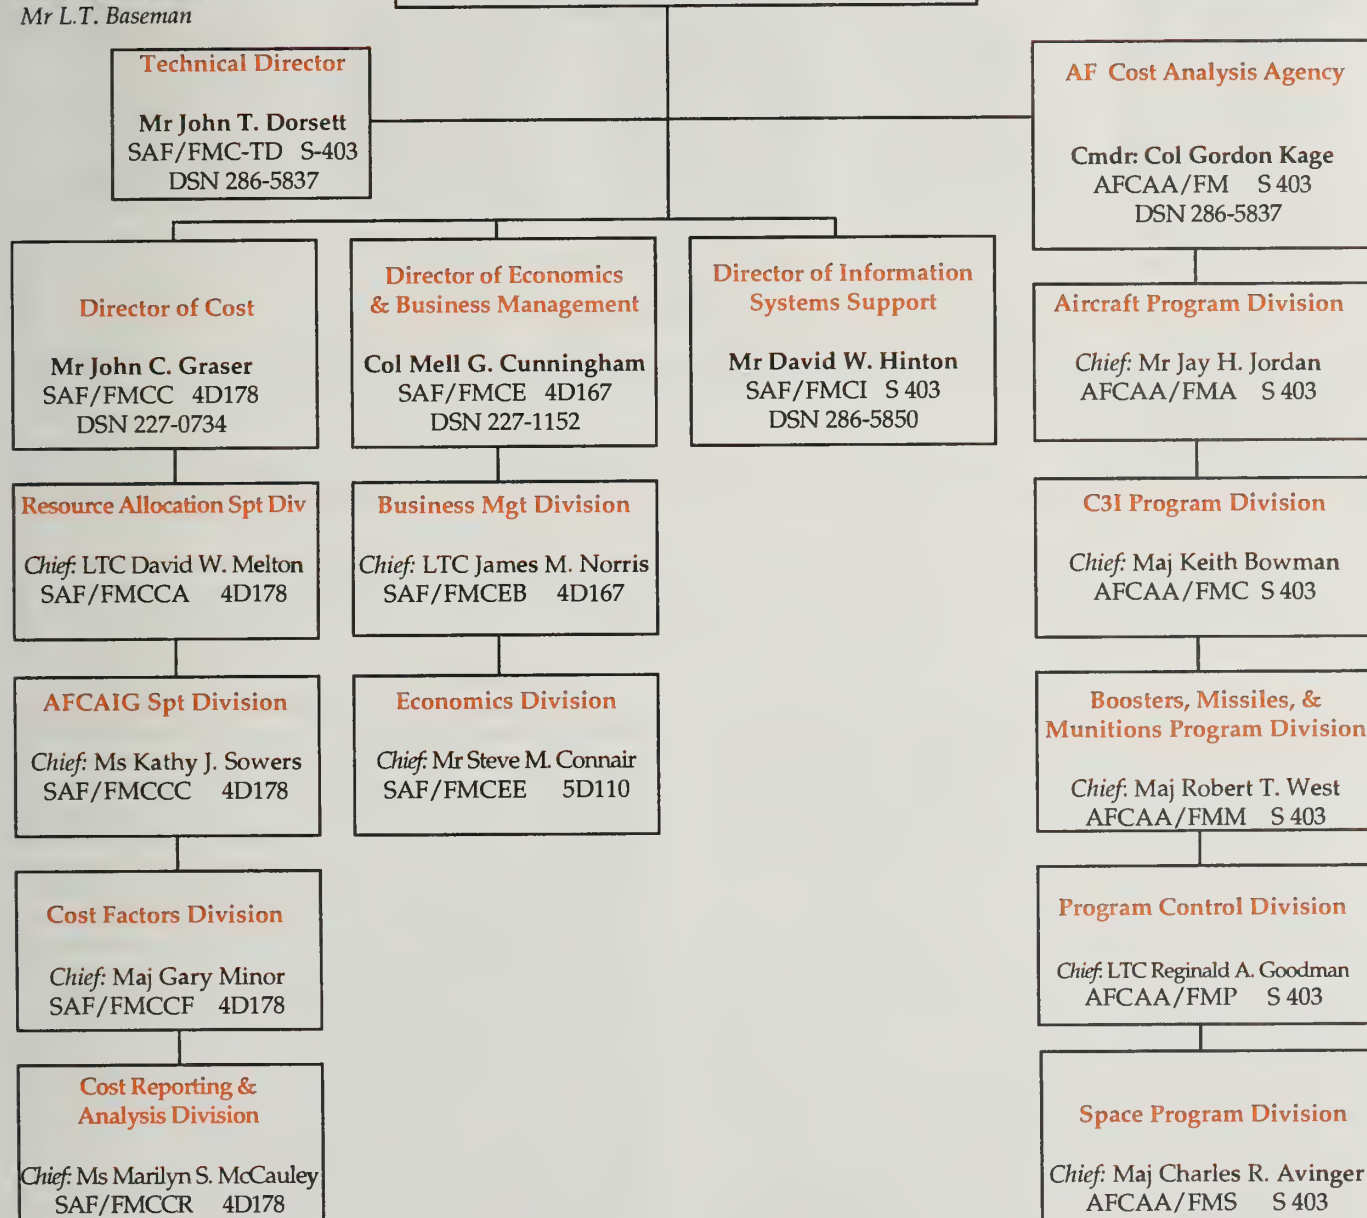 Mr L.T. Baseman
Technical Director
Mr John T. Dorsett
SAF/FMC-TD S-403
DSN 286-5837
AF Cost Analysis Agency
Cmdr: Col Gordon Kage
AFCAA/FM S 403
DSN 286-5837
Director of Cost
Mr John C. Graser
SAF/FMCC 4D178
DSN 227-0734
Director of Economics
& Business Management
Col Mell G. Cunningham
SAF/FMCE 4D167
DSN 227-1152
Director of Information
Systems Support
Mr David W. Hinton
SAF/FMCI S 403
DSN 286-5850
Aircraft Program Division
Chief: Mr Jay H. Jordan
AFCAA/FMA S 403
Resource Allocation Spt Div
Chief: LTC David W. Melton
SAF/FMCCA 4D178
Business Mgt Division
Chief: LTC James M. Norris
SAF/FMCEB 4D167
C3I Program Division
Chief: Maj Keith Bowman
AFCAA/FMC S 403
AFCAIG Spt Division
Chief: Ms Kathy J. Sowers
SAF/FMCCC 4D178
Economics Division
Chief: Mr Steve M. Connair
SAF/FMCEE 5D110
Boosters, Missiles, &
Munitions Program Division
Chief: Maj Robert T. West
AFCAA/FMM S 403
Cost Factors Division
Chief: Maj Gary Minor
SAF/FMCCF 4D178
Program Control Division
Chief: LTC Reginald A. Goodman
AFCAA/FMP S 403
Cost Reporting &
Analysis Division
Chief: Ms Marilyn S. McCauley
SAF/FMCCR 4D178
Space Program Division
Chief: Maj Charles R. Avinger
AFCAA/FMS S 403